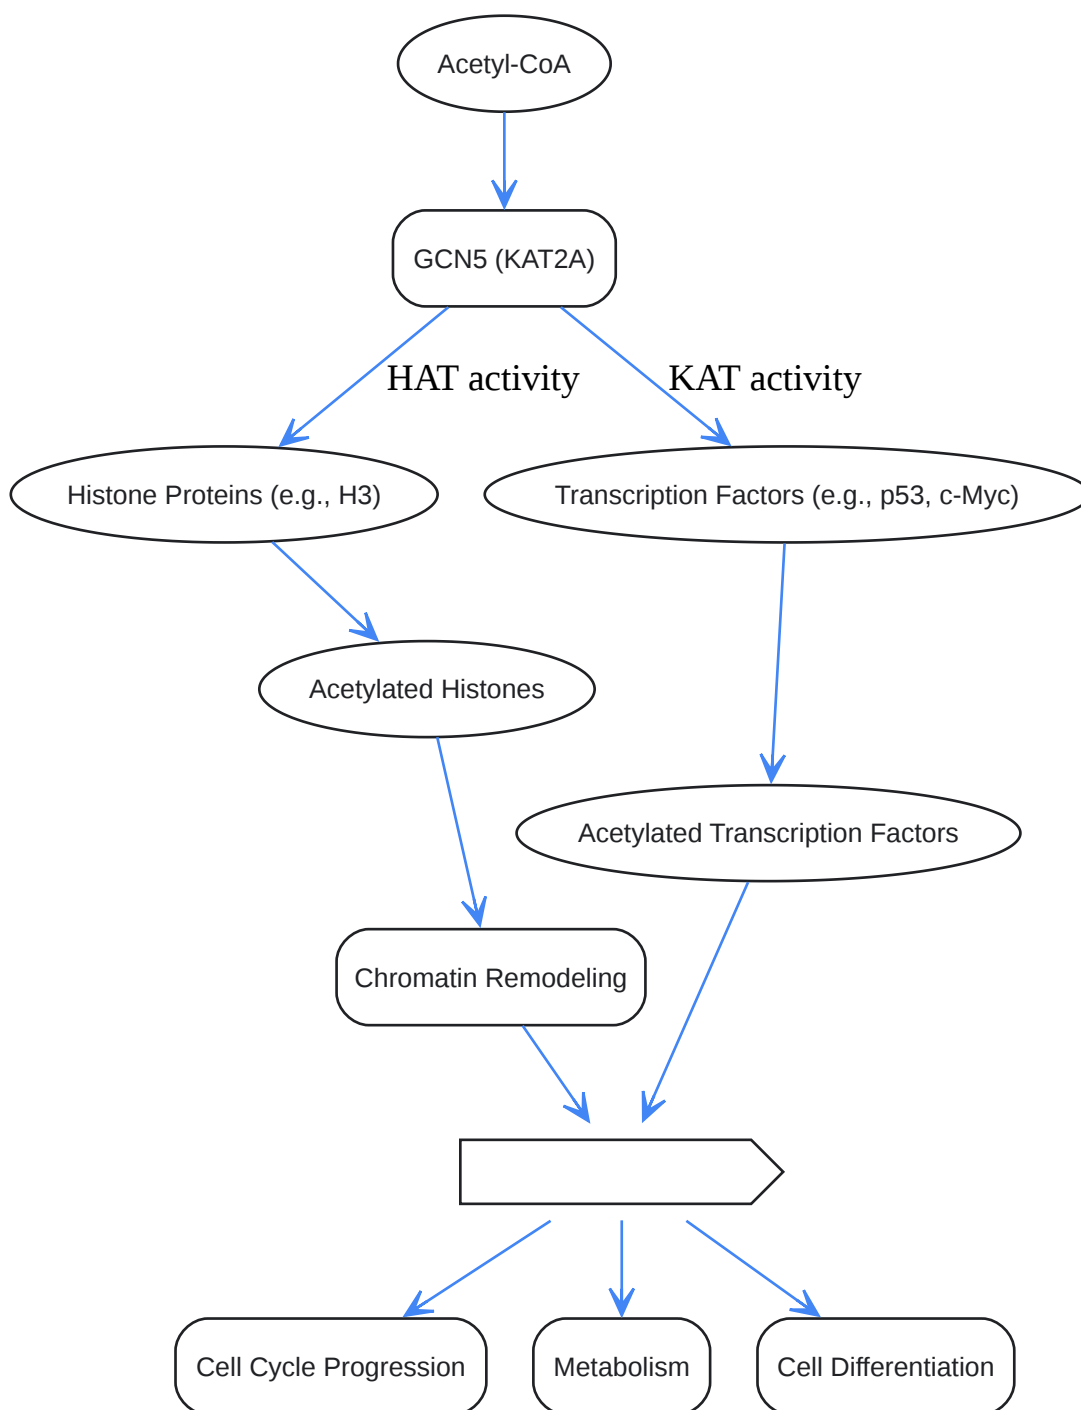 Acetyl-CoA
GCN5 (KAT2A)
HAT activity
KAT activity
Histone Proteins (e.g., H3)
Transcription Factors (e.g., p53, c-Myc)
Acetylated Histones
Acetylated Transcription Factors
Chromatin Remodeling
Cell Cycle Progression
Metabolism
Cell Differentiation